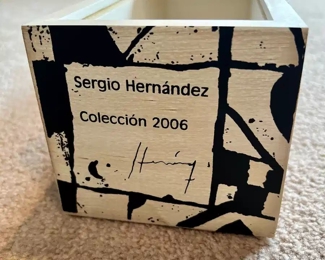 Sergio Hernández
Colección 2006